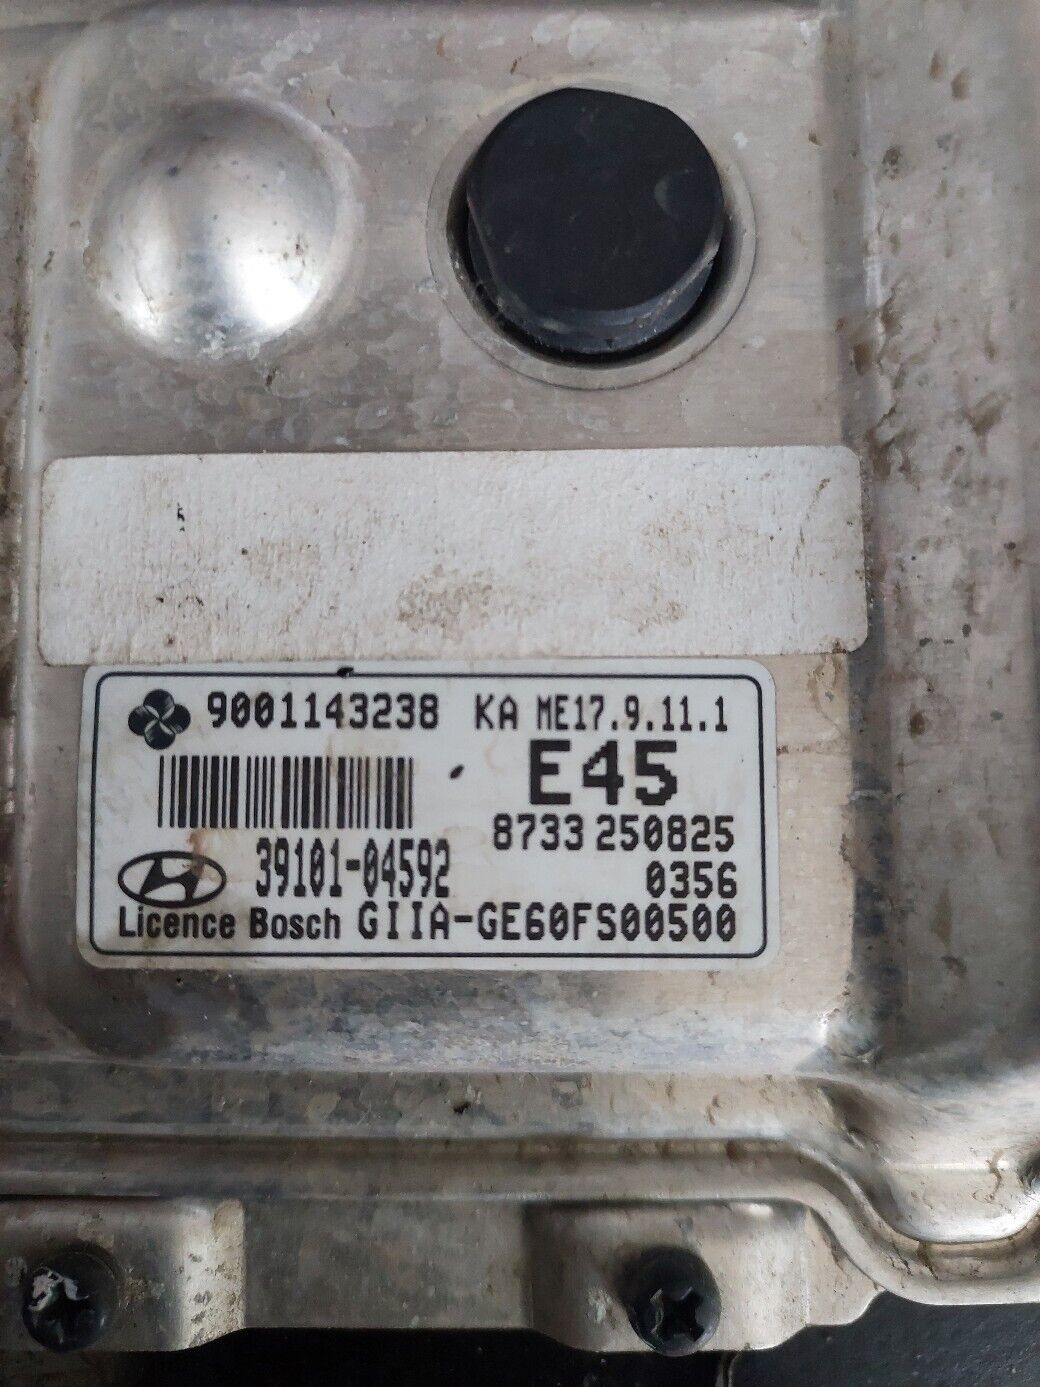 9001143238 KA ME17.9.11.1
E45
8733 250825
39101-04592
0356
Licence Bosch GIIA-GE60FS00500